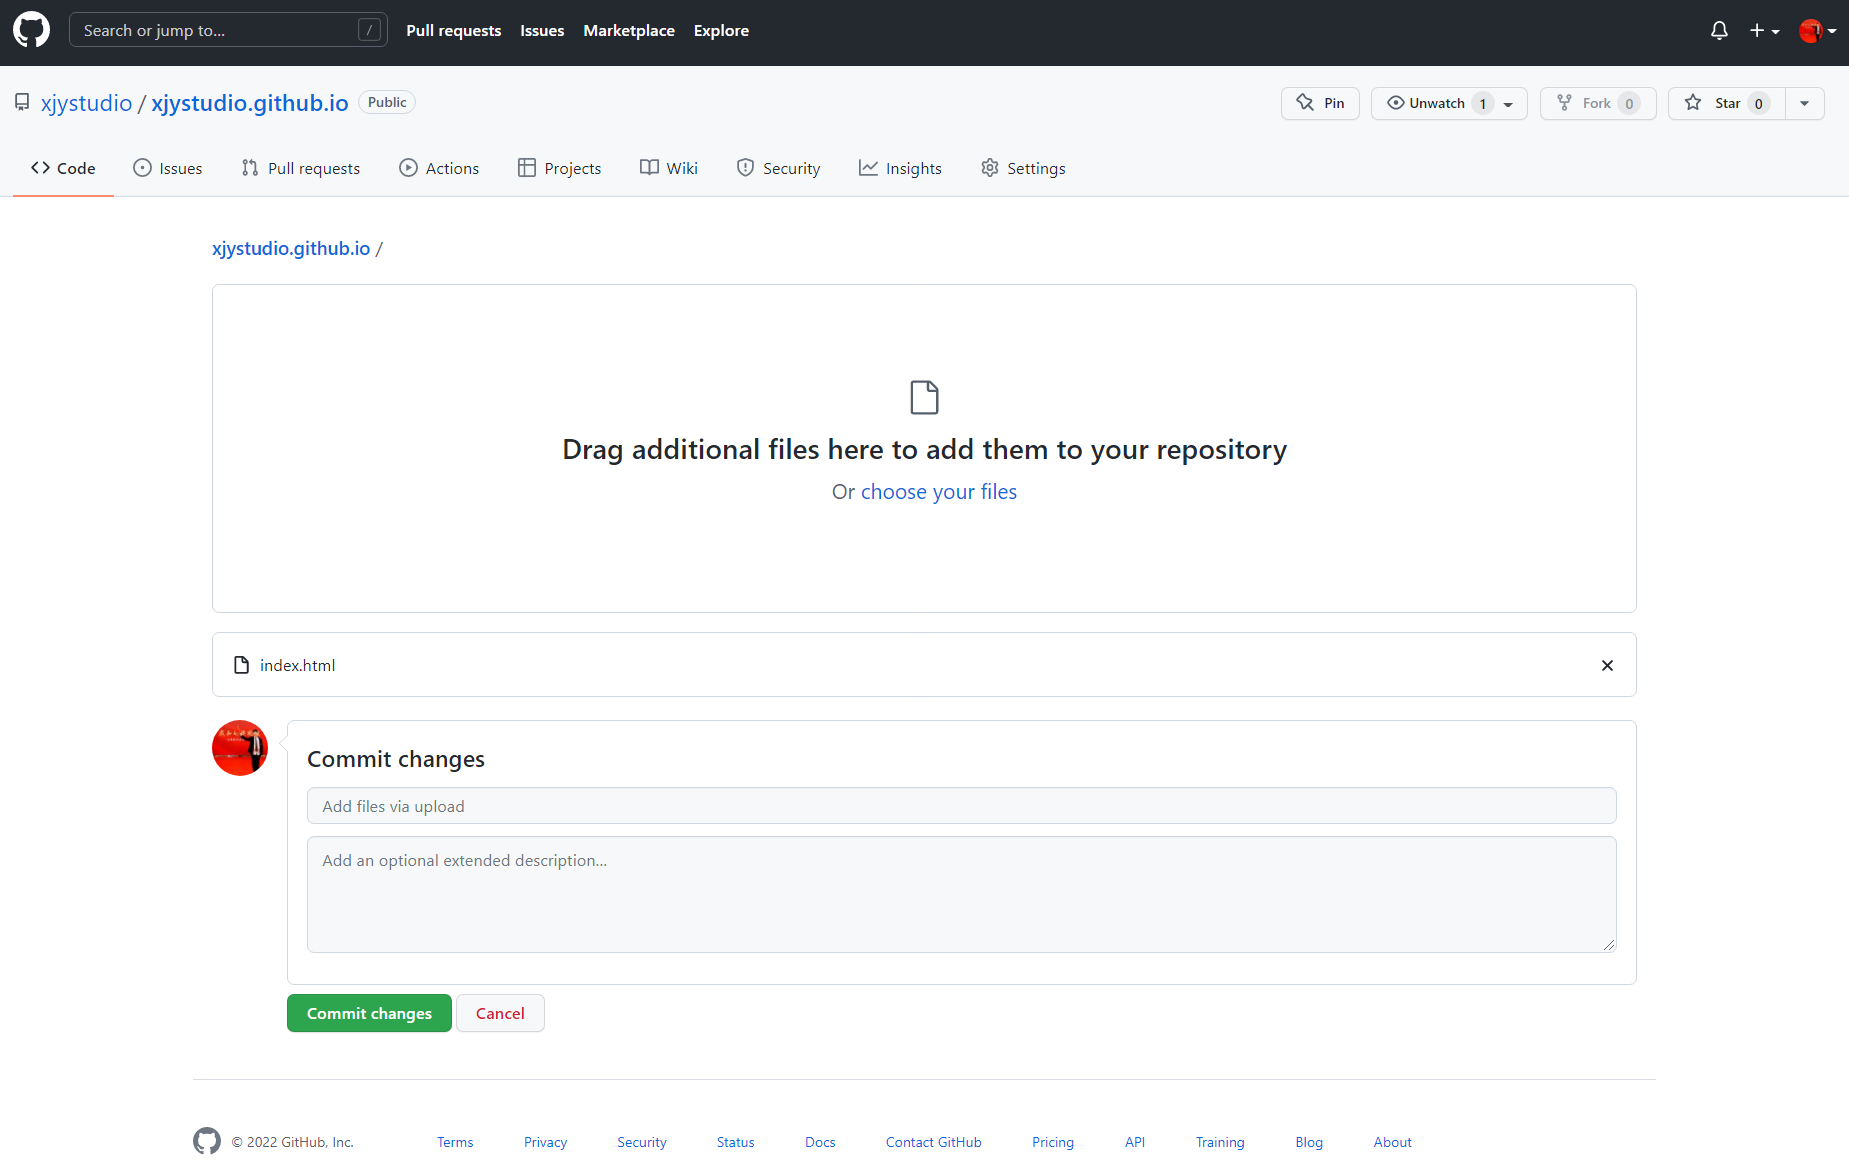 Search or jump to... /
Pull requests Issues Marketplace Explore
xjystudio / xjystudio.github.io Public
Pin Unwatch 1 Fork 0 Star 0
Code Issues Pull requests Actions Projects Wiki Security Insights Settings
xjystudio.github.io /
Drag additional files here to add them to your repository
Or choose your files
index.html
Commit changes
Add files via upload
Add an optional extended description...
Commit changes Cancel
© 2022 GitHub, Inc. Terms Privacy Security Status Docs Contact GitHub Pricing API Training Blog About